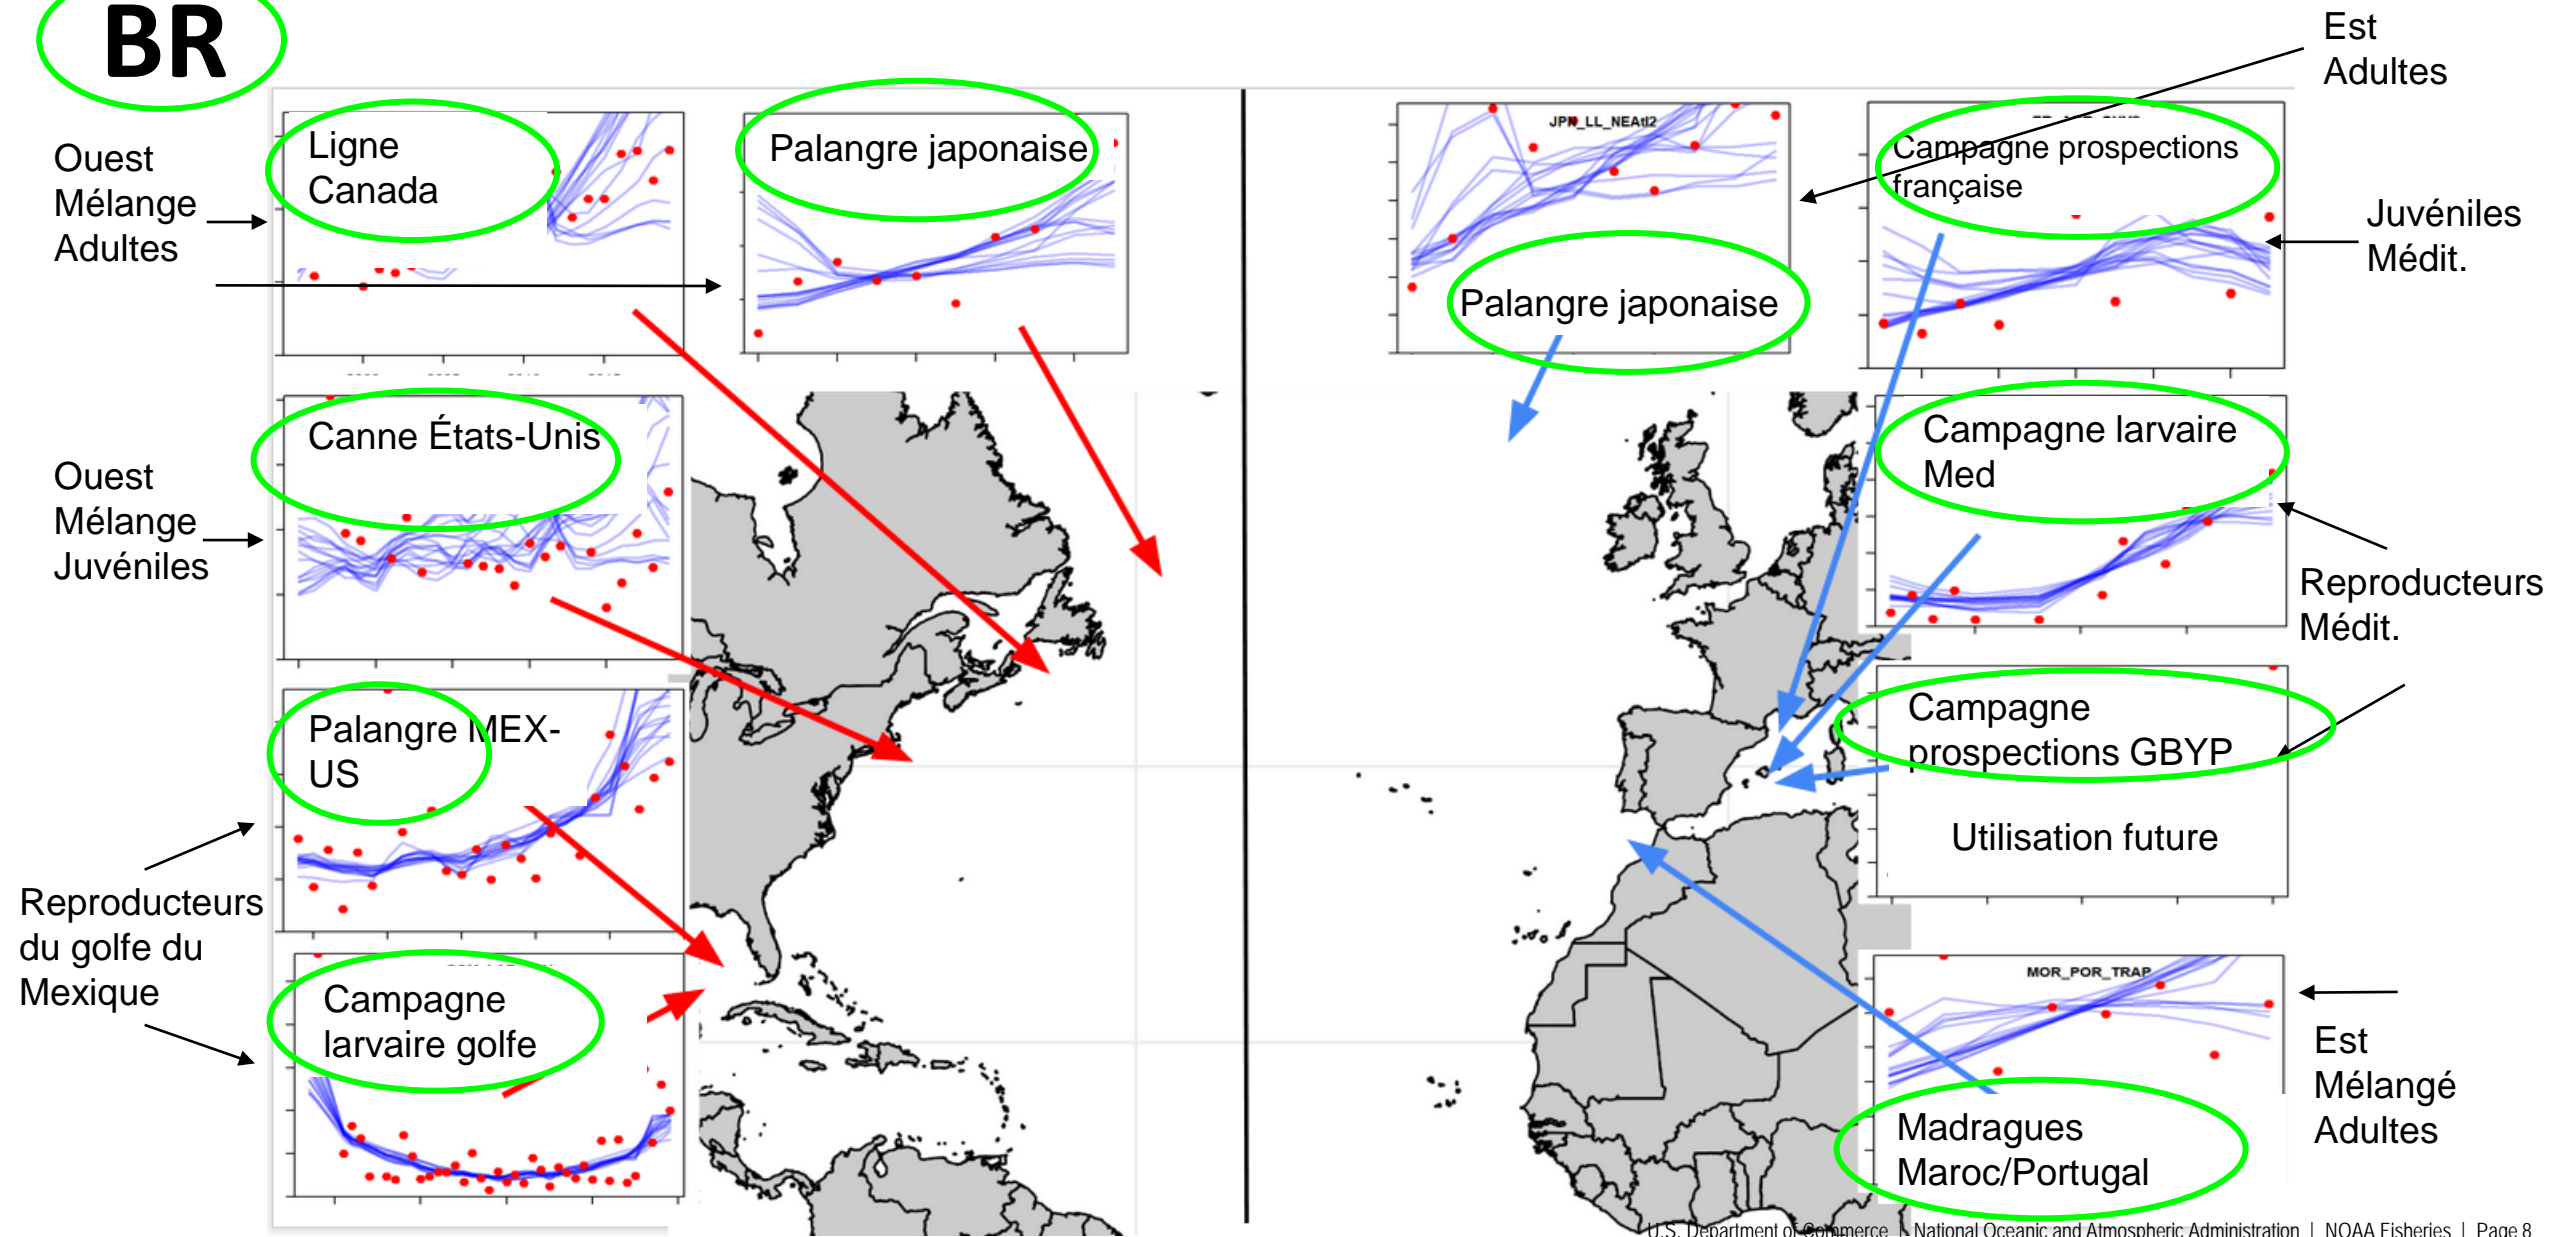 BR
Est
Adultes
Ligne
Canada
Palangre japonaise
JPN_LL_NEAtl2
Campagne prospections
française
Ouest
Mélange
Adultes
Juvéniles
Médit.
Palangre japonaise
Canne États-Unis
Campagne larvaire
Med
Ouest
Mélange
Juvéniles
Reproducteurs
Médit.
Palangre MEX-
US
Campagne
prospections GBYP
Utilisation future
Reproducteurs
du golfe du
Mexique
Campagne
larvaire golfe
MOR_POR_TRAP
Est
Mélangé
Adultes
Madragues
Maroc/Portugal
U.S. Department of Commerce | National Oceanic and Atmospheric Administration | NOAA Fisheries | Page 8